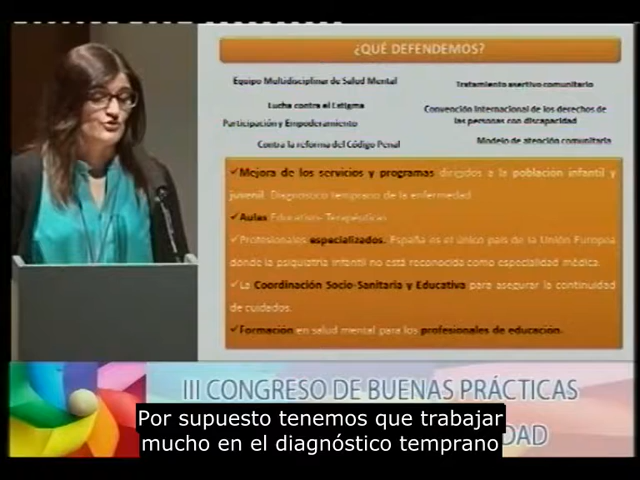 ¿QUÉ DEFENDEMOS?
Equipo Multidisciplinar de Salud Mental
Tratamiento asertivo comunitario
Lucha contra el Estigma
Convención Internacional de los derechos de
las personas con discapacidad
Participación y Empoderamiento
Contra la reforma del Código Penal
Modelo de atención comunitaria
✓Mejora de los servicios y programas dirigidos a la población infantil y
juvenil. Diagnóstico temprano de la enfermedad.
✓Aulas Educativo- Terapéuticas
✓Profesionales especializados. España es el único país de la Unión Europea
donde la psiquiatría infantil no está reconocida como especialidad médica.
✓La Coordinación Socio-Sanitaria y Educativa para asegurar la continuidad
de cuidados.
✓Formación en salud mental para los profesionales de educación.
III CONGRESO DE BUENAS PRÁCTICAS
DAD
Por supuesto tenemos que trabajar
mucho en el diagnóstico temprano